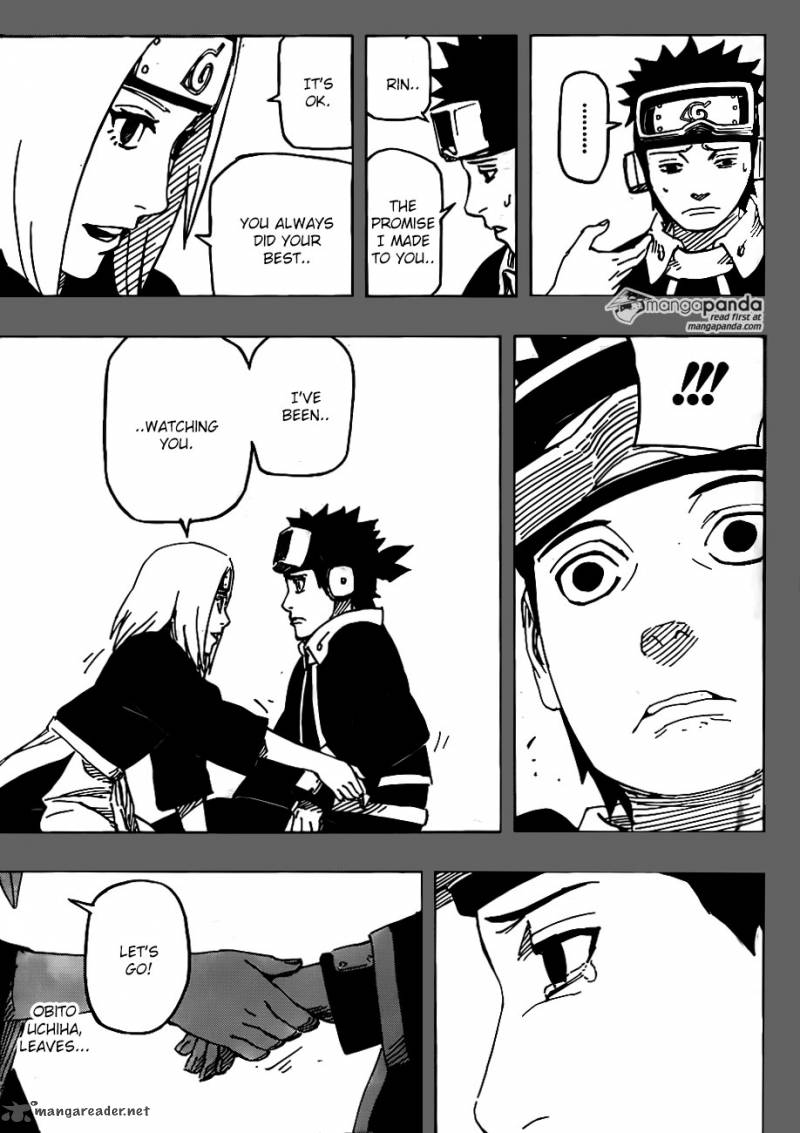 .........
RIN..
THE
PROMISE
I MADE
TO YOU..
IT'S
OK.
YOU ALWAYS
DID YOUR
BEST..
mangapanda
read first at
mangapanda.com
!!!
I'VE
BEEN..
..WATCHING
YOU.
LET'S
GO!
OBITO
UCHIHA,
LEAVES...
mangareader.net